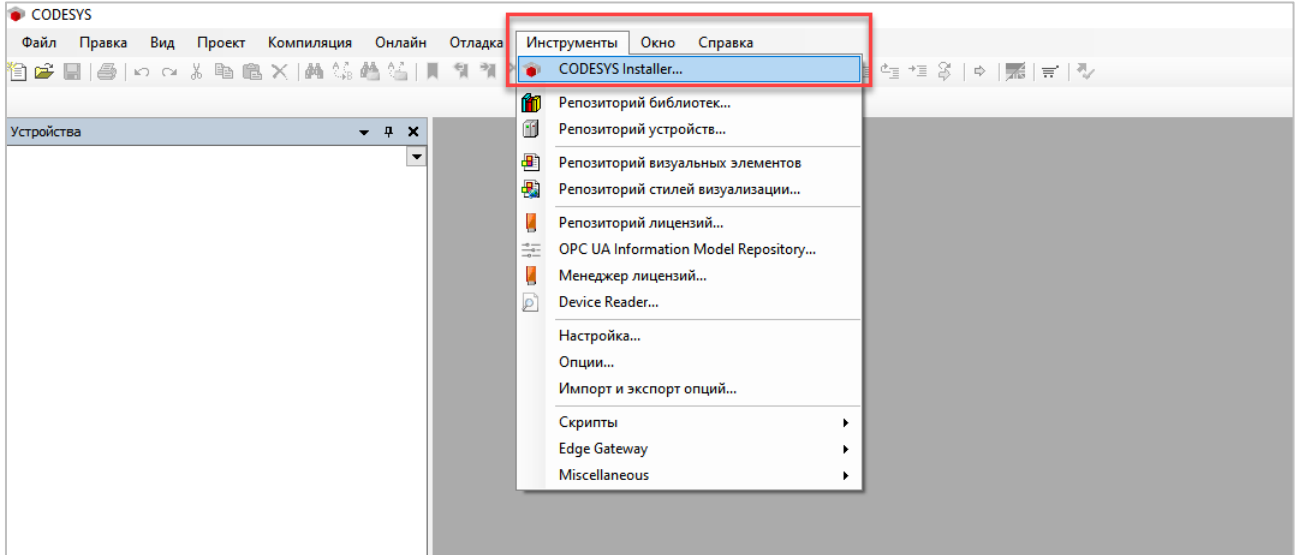 CODESYS
Файл Правка Вид Проект Компиляция Онлайн Отладка Инструменты Окно Справка
CODESYS Installer...
Репозиторий библиотек...
Устройства
Репозиторий устройств...
Репозиторий визуальных элементов
Репозиторий стилей визуализации...
Репозиторий лицензий...
OPC UA Information Model Repository...
Менеджер лицензий...
Device Reader...
Настройка...
Опции...
Импорт и экспорт опций...
Скрипты
Edge Gateway
Miscellaneous